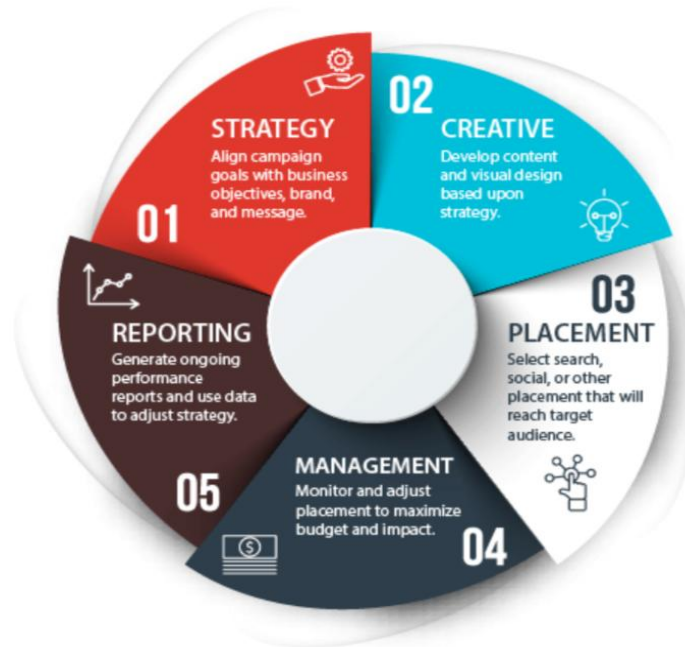 01
STRATEGY
Align campaign
goals with business
objectives, brand,
and message.
02
CREATIVE
Develop content
and visual design
based upon
strategy.
03
PLACEMENT
Select search,
social, or other
placement that will
reach target
audience.
04
MANAGEMENT
Monitor and adjust
placement to maximize
budget and impact.
$
05
REPORTING
Generate ongoing
performance
reports and use data
to adjust strategy.